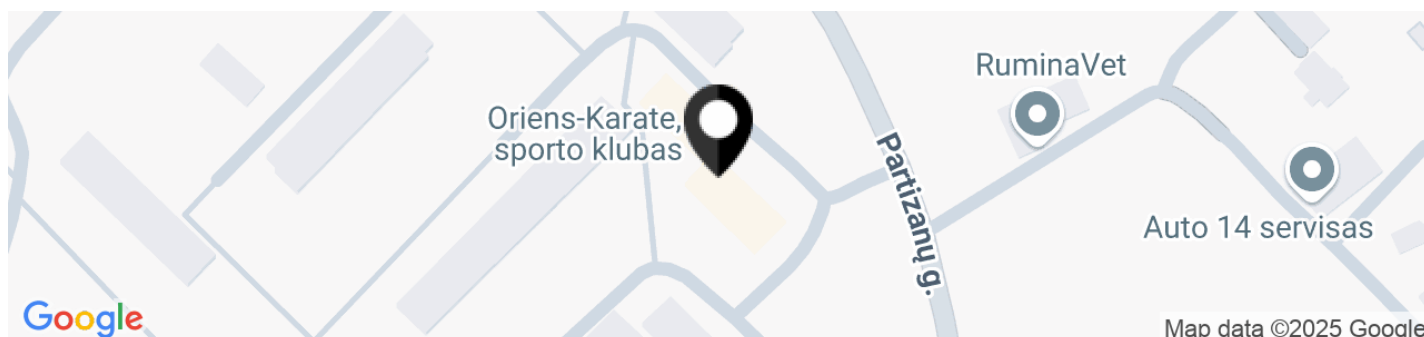 RuminaVet
Oriens-Karate,
sporto klubas
Partizanų g.
Auto 14 servisas
Google
Map data ©2025 Google